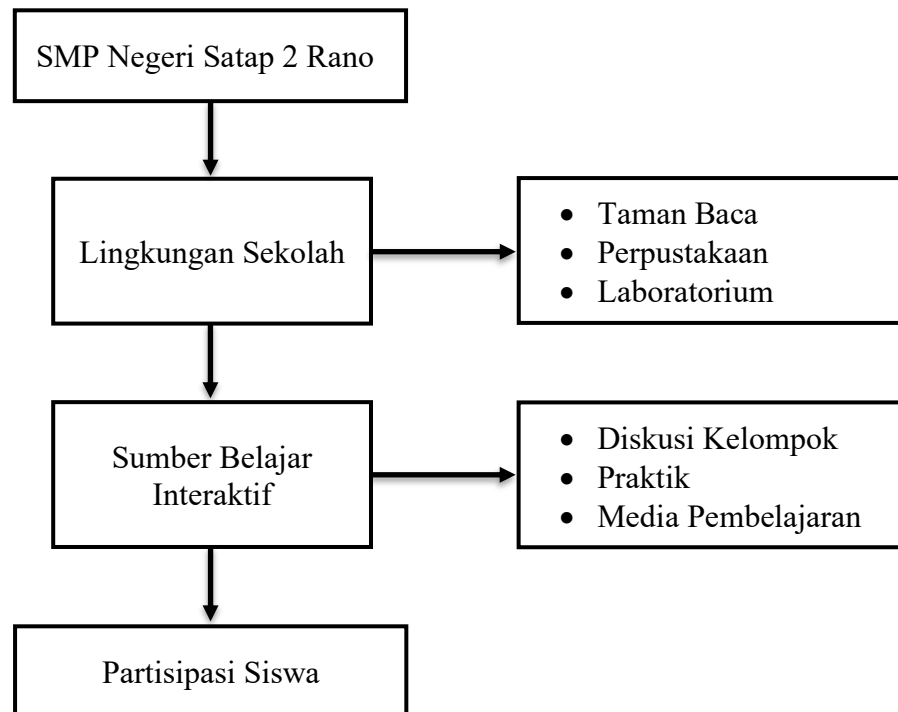 SMP Negeri Satap 2 Rano
Lingkungan Sekolah
• Taman Baca
• Perpustakaan
• Laboratorium
Sumber Belajar
Interaktif
• Diskusi Kelompok
• Praktik
• Media Pembelajaran
Partisipasi Siswa